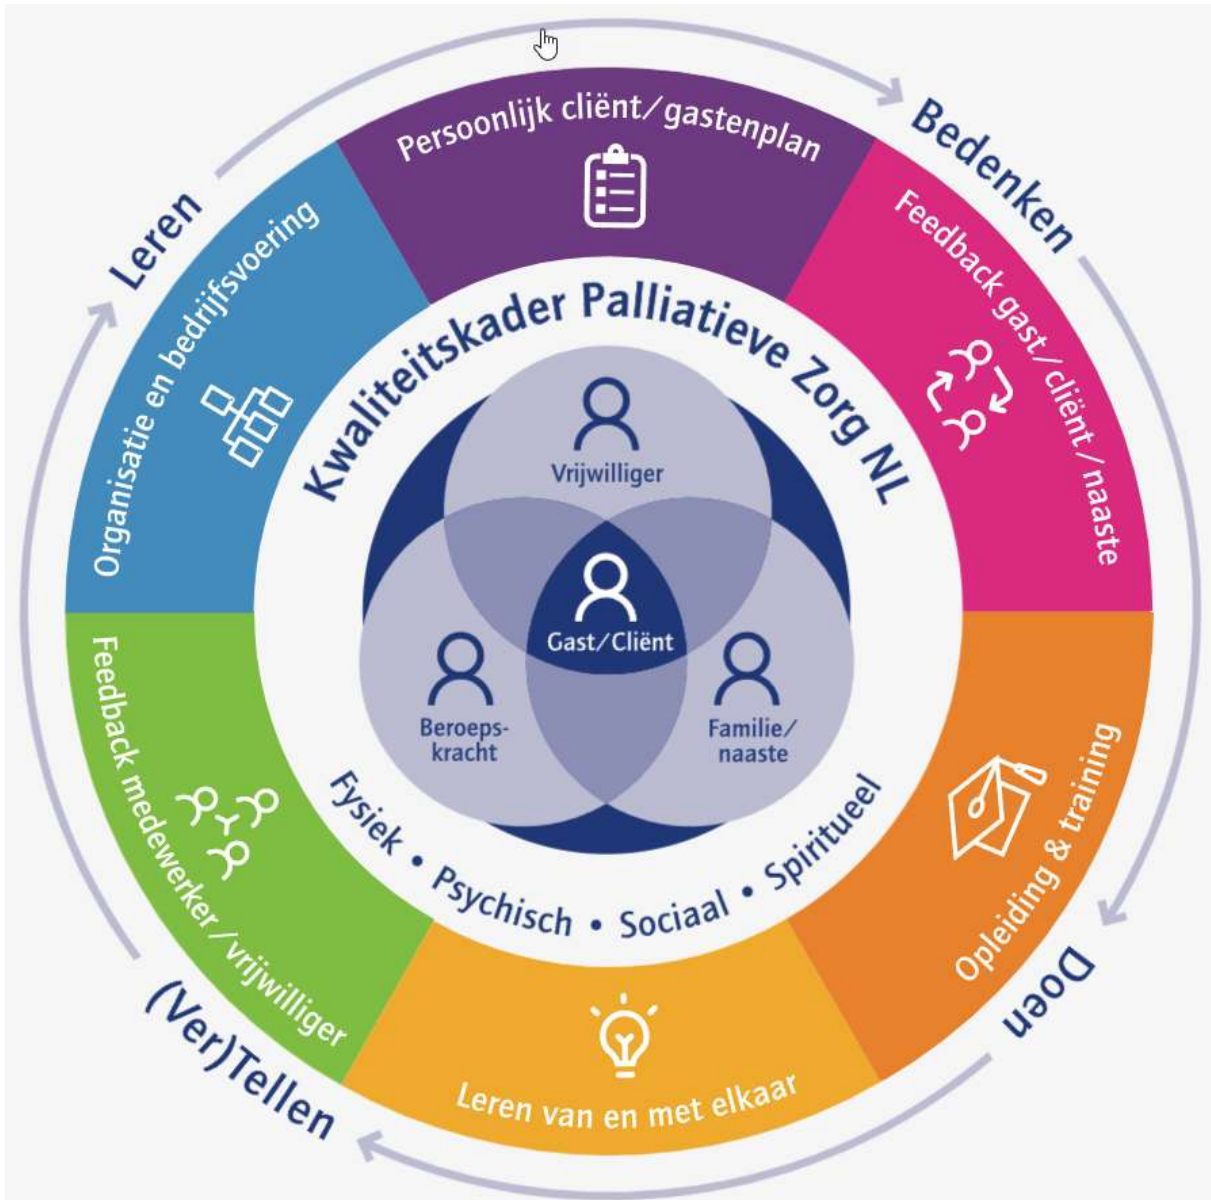 Leren
Bedenken
Doen
(Ver)Tellen
Persoonlijk cliënt/gastenplan
Feedback gast/cliënt/naaste
Opleiding & training
Leren van en met elkaar
Feedback medewerker/vrijwilliger
Organisatie en bedrijfsvoering
Kwaliteitskader Palliatieve Zorg NL
Vrijwilliger
Gast/Cliënt
Beroeps-
kracht
Familie/
naaste
Fysiek • Psychisch • Sociaal • Spiritueel